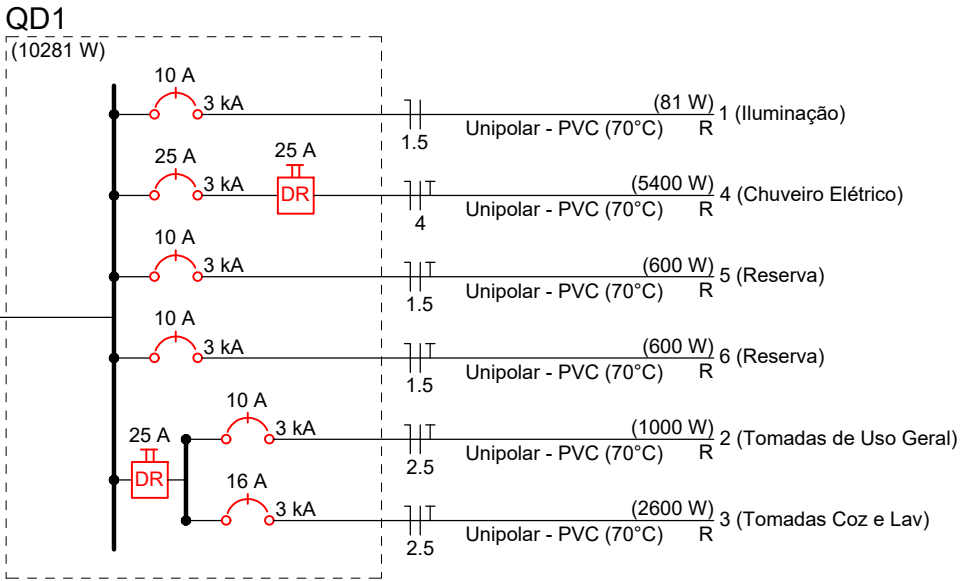 QD1
(10281 W)
10 A
3 kA
1.5
(81 W)
Unipolar - PVC (70°C)
R
1 (Iluminação)
25 A
3 kA
25 A
DR
4
(5400 W)
Unipolar - PVC (70°C)
R
4 (Chuveiro Elétrico)
10 A
3 kA
1.5
(600 W)
Unipolar - PVC (70°C)
R
5 (Reserva)
10 A
3 kA
1.5
(600 W)
Unipolar - PVC (70°C)
R
6 (Reserva)
25 A
DR
10 A
3 kA
2.5
(1000 W)
Unipolar - PVC (70°C)
R
2 (Tomadas de Uso Geral)
16 A
3 kA
2.5
(2600 W)
Unipolar - PVC (70°C)
R
3 (Tomadas Coz e Lav)